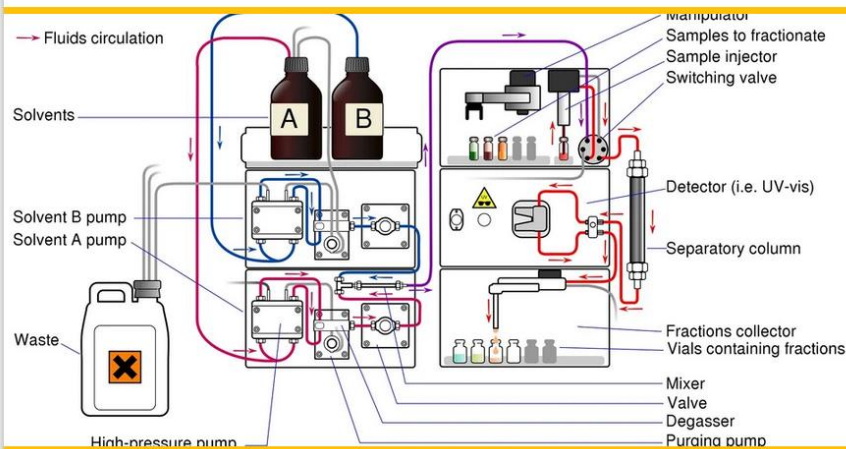 Manipulator
Fluids circulation
Samples to fractionate
Sample injector
Switching valve
Solvents
A
B
Detector (i.e. UV-vis)
Solvent B pump
Solvent A pump
Separatory column
Waste
Fractions collector
Vials containing fractions
Mixer
Valve
Degasser
High-pressure pump
Purging pump